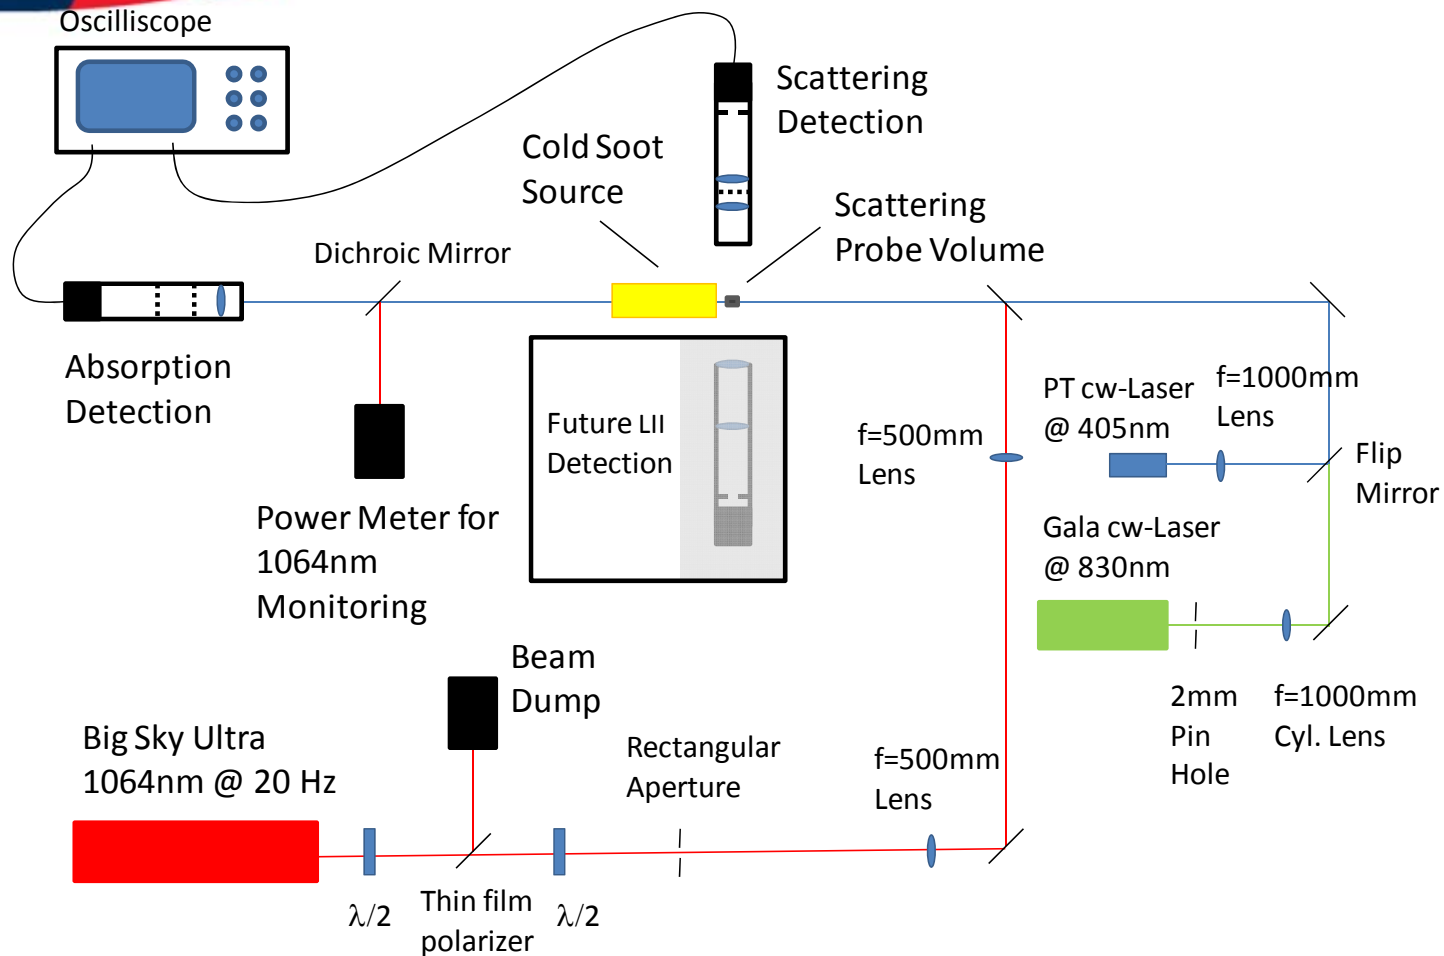 Oscilliscope
Scattering
Detection
Cold Soot
Source
Scattering
Probe Volume
Dichroic Mirror
Absorption
Detection
PT cw-Laser
@ 405nm
f=1000mm
Lens
Future LII
Detection
f=500mm
Lens
Flip
Mirror
Power Meter for
1064nm
Monitoring
Gala cw-Laser
@ 830nm
Beam
Dump
2mm
Pin
Hole
f=1000mm
Cyl. Lens
Big Sky Ultra
1064nm @ 20 Hz
Rectangular
Aperture
f=500mm
Lens
λ/2
Thin film
polarizer
λ/2